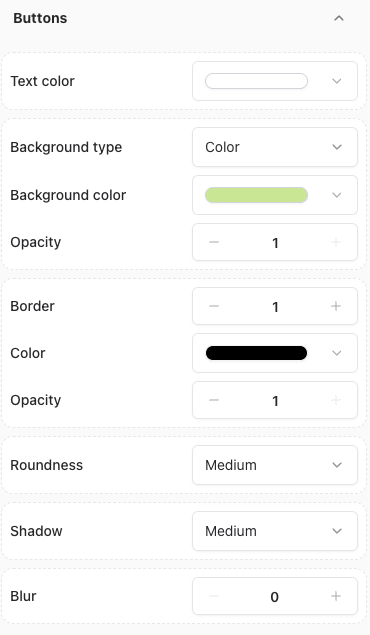 Buttons
Text color
Background type Color
Background color
Opacity 1
Border 1
Color
Opacity 1
Roundness Medium
Shadow Medium
Blur 0